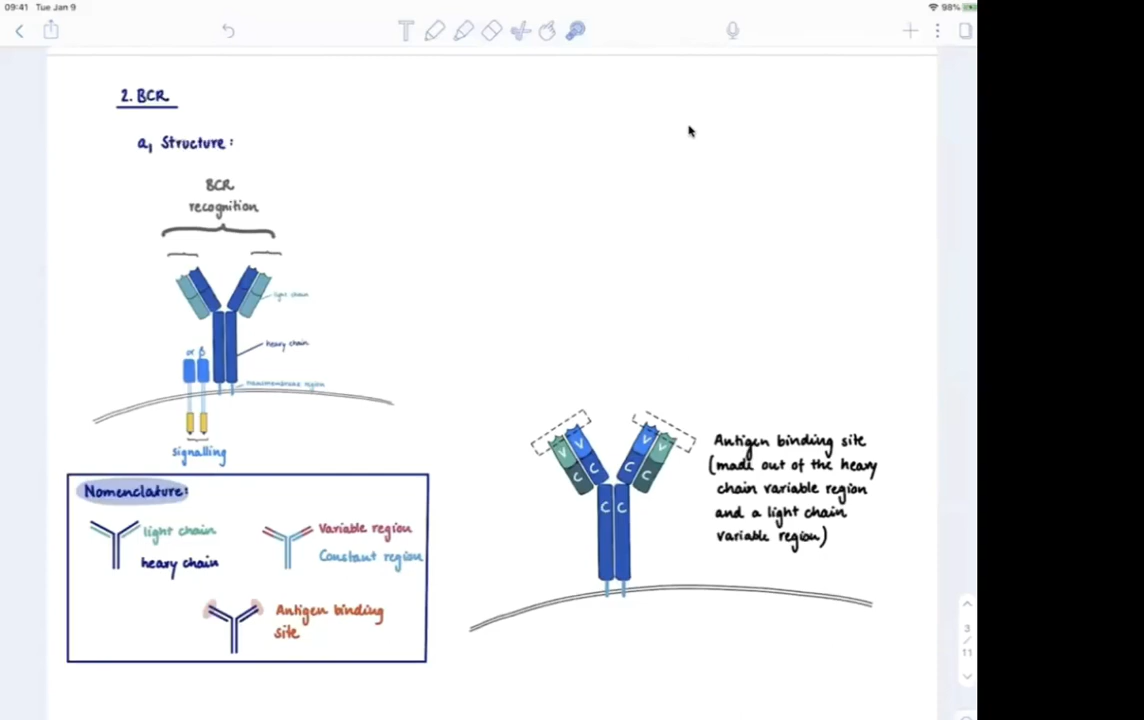 09:41 Tue Jan 9
98%
2. BCR
a, Structure:
BCR
recognition
light chain
heavy chain
α β
transmembrane region
signalling
Nomenclature:
light chain
heavy chain
Variable region
Constant region
Antigen binding
site
V V C C
V V C C
C C
Antigen binding site
(made out of the heavy
chain variable region
and a light chain
variable region)
3
/
11